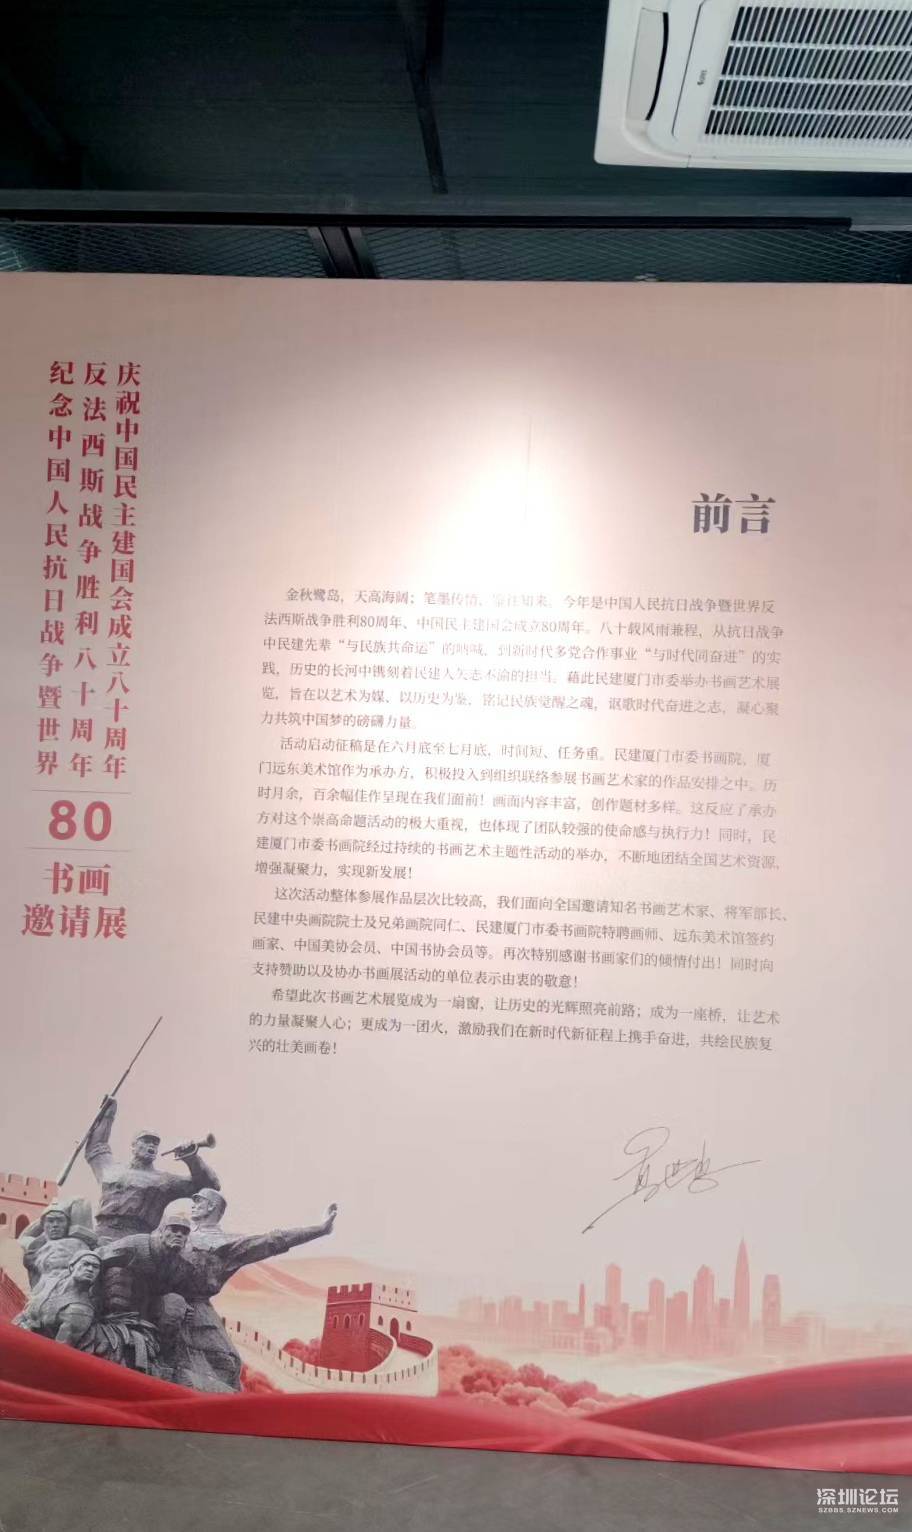 纪念中国人民抗日战争暨世界
反法西斯战争胜利八十周年
庆祝中国民主建国会成立八十周年
80
书画
邀请展
前言
金秋鹭岛，天高海阔；笔墨传情、鉴往知来。今年是中国人民抗日战争暨世界反
法西斯战争胜利80周年、中国民主建国会成立80周年。八十载风雨兼程，从抗日战争
中民建先辈“与民族共命运”的呐喊，到新时代多党合作事业“与时代同奋进”的实
践，历史的长河中镌刻着民建人矢志不渝的担当。藉此民建厦门市委举办书画艺术展
览，旨在以艺术为媒、以历史为鉴，铭记民族觉醒之魂，讴歌时代奋进之志，凝心聚
力共筑中国梦的磅礴力量。
活动启动征稿是在六月底至七月底，时间短、任务重。民建厦门市委书画院、厦
门远东美术馆作为承办方，积极投入到组织联络参展书画艺术家的作品安排之中。历
时月余，百余幅佳作呈现在我们面前！画面内容丰富，创作题材多样。这反应了承办
方对这个崇高命题活动的极大重视，也体现了团队较强的使命感与执行力！同时，民
建厦门市委书画院经过持续的书画艺术主题性活动的举办，不断地团结全国艺术资源，
增强凝聚力，实现新发展！
这次活动整体参展作品层次比较高，我们面向全国邀请知名书画艺术家、将军部长、
民建中央画院院士及兄弟画院同仁、民建厦门市委书画院特聘画师、远东美术馆签约
画家、中国美协会员、中国书协会员等。再次特别感谢书画家们的倾情付出！同时向
支持赞助以及协办书画展活动的单位表示由衷的敬意！
希望此次书画艺术展览成为一扇窗，让历史的光辉照亮前路；成为一座桥，让艺术
的力量凝聚人心；更成为一团火，激励我们在新时代新征程上携手奋进，共绘民族复
兴的壮美画卷！
深圳论坛
SZBBS.SZNEWS.COM